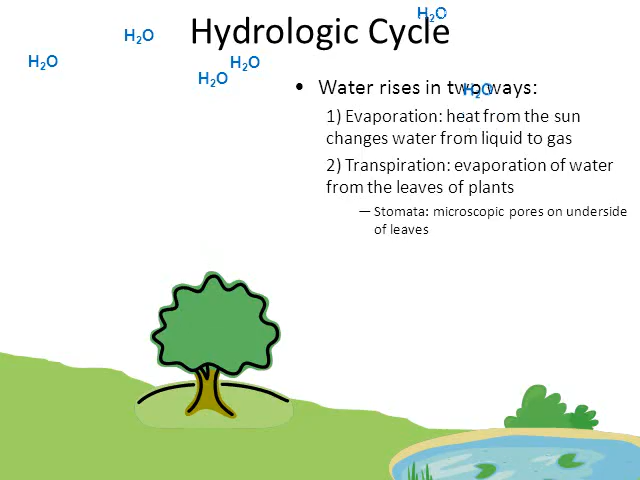 H₂O
Hydrologic Cycle
H₂O
H₂O
H₂O
H₂O
• Water rises in two ways:
H₂O
1) Evaporation: heat from the sun
changes water from liquid to gas
2) Transpiration: evaporation of water
from the leaves of plants
— Stomata: microscopic pores on underside
of leaves